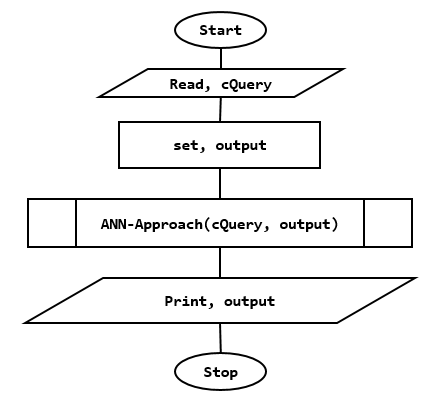 Start
Read, cQuery
set, output
ANN-Approach(cQuery, output)
Print, output
Stop